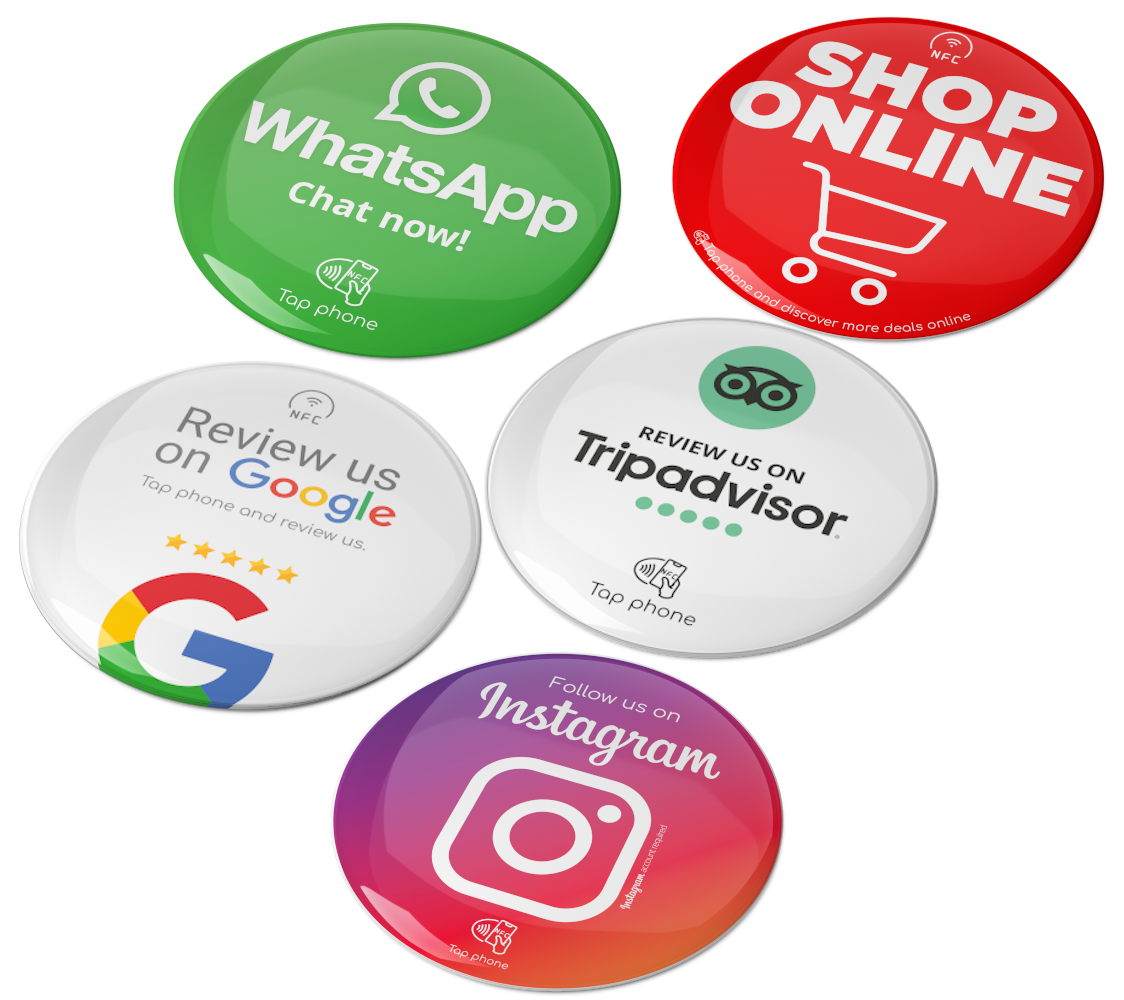 WhatsApp
Chat now!
NFC
Tap phone
NFC
SHOP
ONLINE
Tap phone and discover more deals online
NFC
Review us
on Google
Tap phone and review us.
REVIEW US ON
Tripadvisor®
NFC
Tap phone
Follow us on
Instagram
Instagram account required
NFC
Tap phone